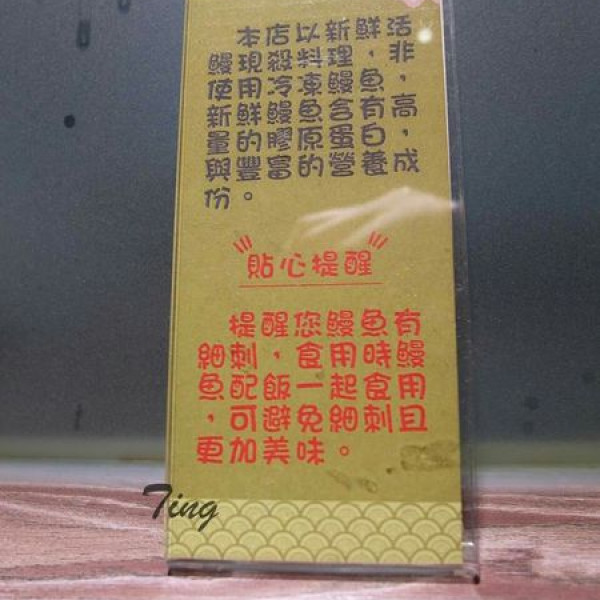 本店以新鮮活
鰻現殺料理，非
使用冷凍鰻魚，
新鮮鰻魚含有高
量的膠原蛋白，
與豐富的營養成
份。
貼心提醒
提醒您鰻魚有
細刺，食用時鰻
魚配飯一起食用
，可避免細刺且
更加美味。
Ting